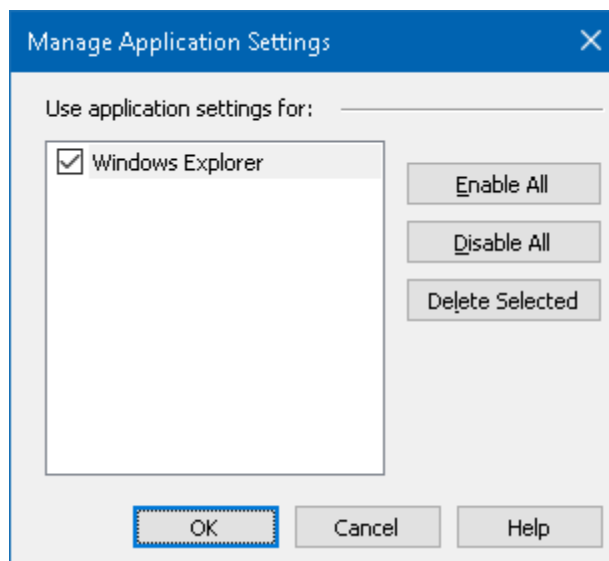 Manage Application Settings
Use application settings for:
Windows Explorer
Enable All
Disable All
Delete Selected
OK
Cancel
Help